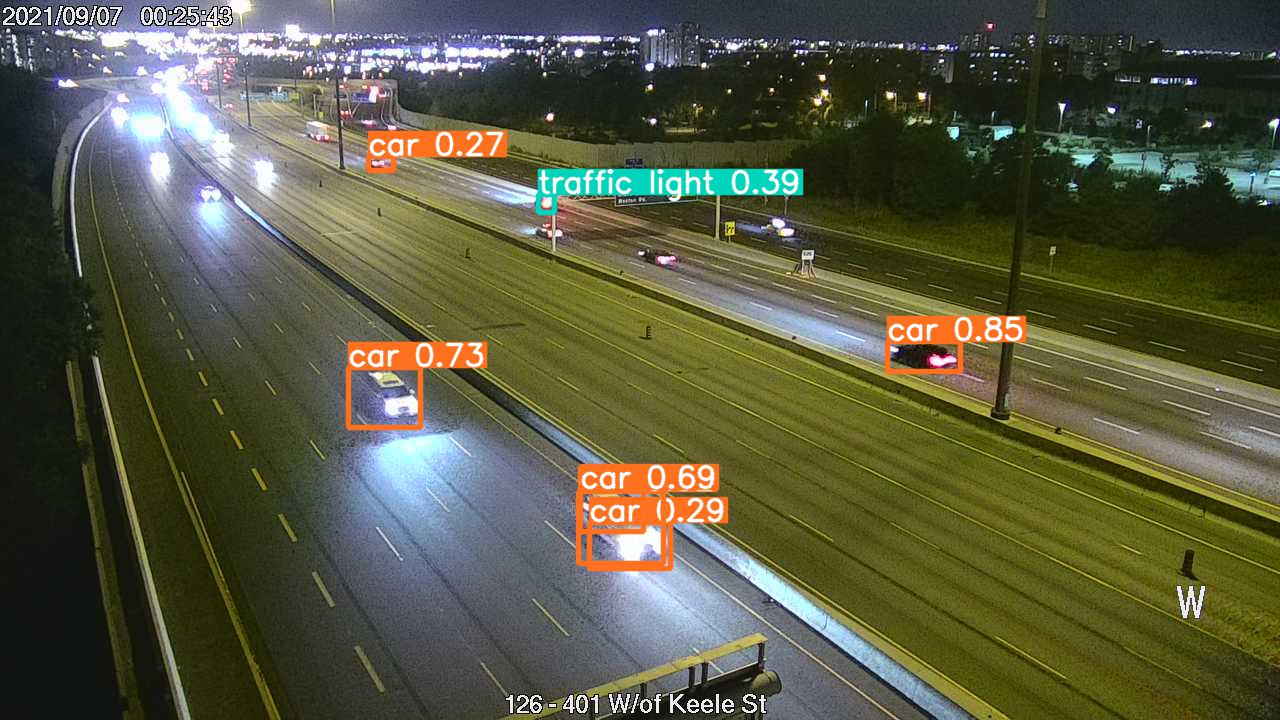 2021/09/07 00:25:43
car 0.27
traffic light 0.39
car 0.85
car 0.73
car 0.69
car 0.29
W
126 - 401 W/of Keele St